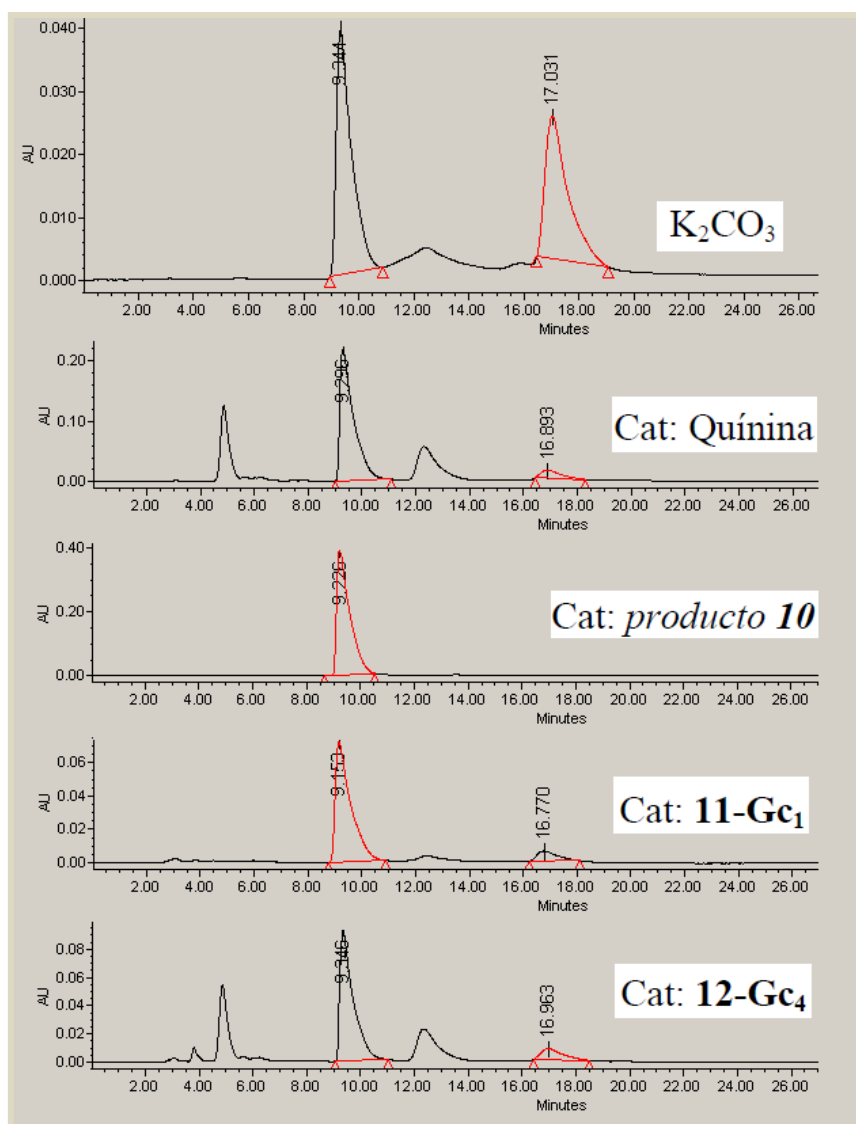 0.040
0.030
0.020
0.010
0.000
AU
9.344
17.031
K₂CO₃
2.00 4.00 6.00 8.00 10.00 12.00 14.00 16.00 18.00 20.00 22.00 24.00 26.00
Minutes
0.20
0.10
0.00
AU
9.296
16.893
Cat: Quínina
2.00 4.00 6.00 8.00 10.00 12.00 14.00 16.00 18.00 20.00 22.00 24.00 26.00
Minutes
0.40
0.20
0.00
AU
9.226
Cat: producto 10
2.00 4.00 6.00 8.00 10.00 12.00 14.00 16.00 18.00 20.00 22.00 24.00 26.00
Minutes
0.06
0.04
0.02
0.00
AU
9.153
16.770
Cat: 11-Gc₁
2.00 4.00 6.00 8.00 10.00 12.00 14.00 16.00 18.00 20.00 22.00 24.00 26.00
Minutes
0.08
0.06
0.04
0.02
0.00
AU
9.346
16.963
Cat: 12-Gc₄
2.00 4.00 6.00 8.00 10.00 12.00 14.00 16.00 18.00 20.00 22.00 24.00 26.00
Minutes